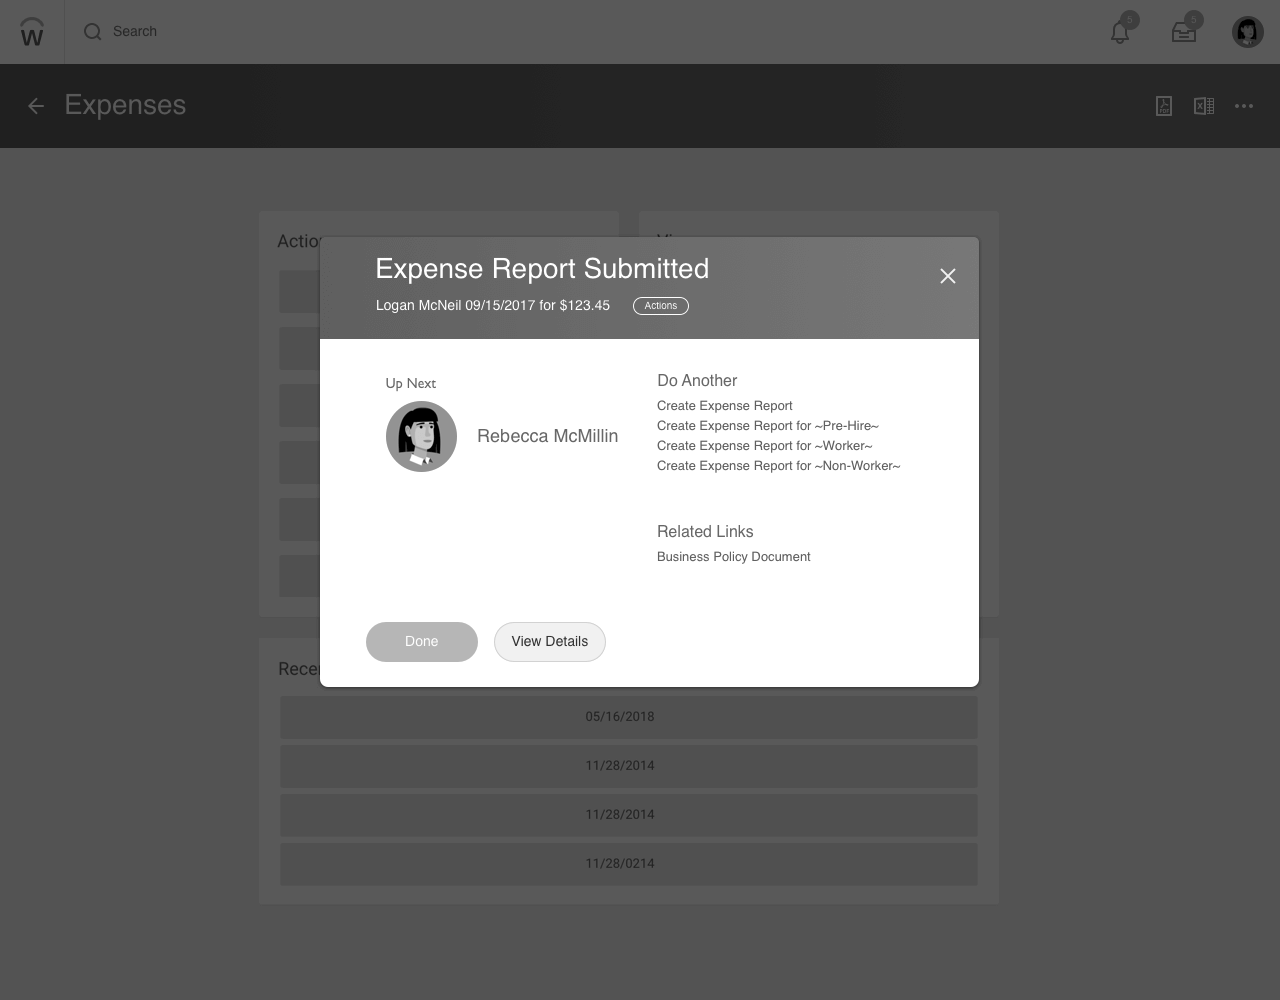 W
Search
5
5
Expenses
PDF
X
Expense Report Submitted
Logan McNeil 09/15/2017 for $123.45
Actions
Up Next
Rebecca McMillin
Do Another
Create Expense Report
Create Expense Report for ~Pre-Hire~
Create Expense Report for ~Worker~
Create Expense Report for ~Non-Worker~
Related Links
Business Policy Document
Done
View Details
05/16/2018
11/28/2014
11/28/2014
11/28/0214